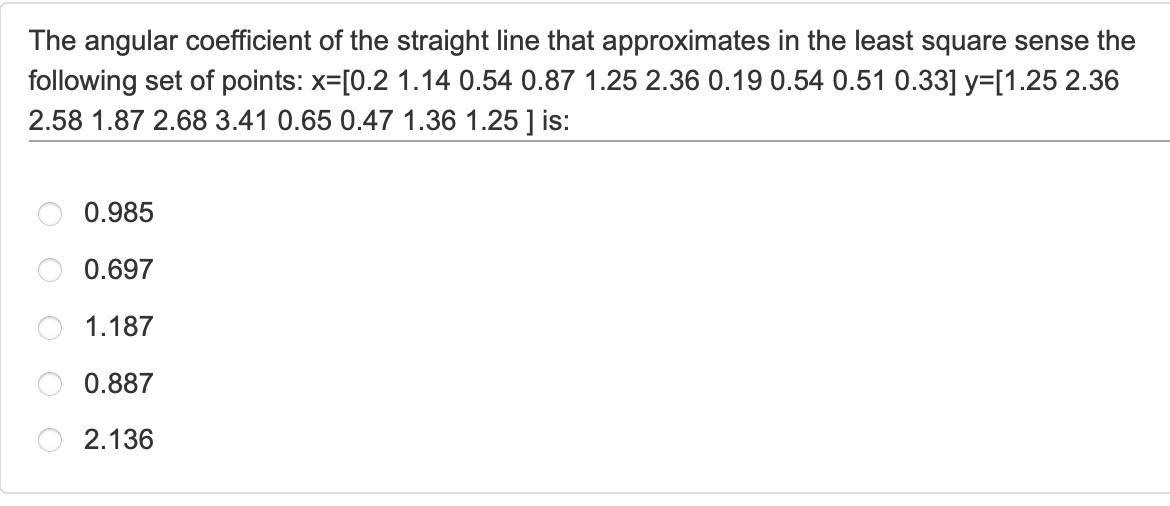 The angular coefficient of the straight line that approximates in the least square sense the
following set of points: x=[0.2 1.14 0.54 0.87 1.25 2.36 0.19 0.54 0.51 0.33] y=[1.25 2.36
2.58 1.87 2.68 3.41 0.65 0.47 1.36 1.25 ] is:
0.985
0.697
1.187
0.887
2.136